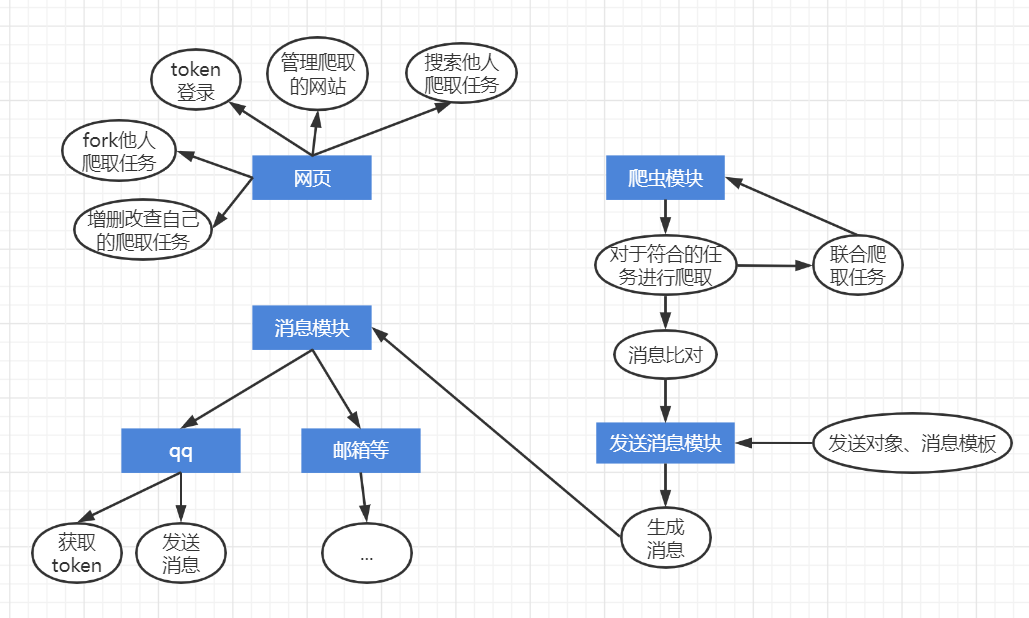 token
登录
管理爬取
的网站
搜索他人
爬取任务
fork他人
爬取任务
网页
增删改查自己
的爬取任务
爬虫模块
对于符合的任
务进行爬取
联合爬
取任务
消息模块
消息比对
qq
邮箱等
发送消息模块
发送对象、消息模板
获取
token
发送
消息
...
生成
消息